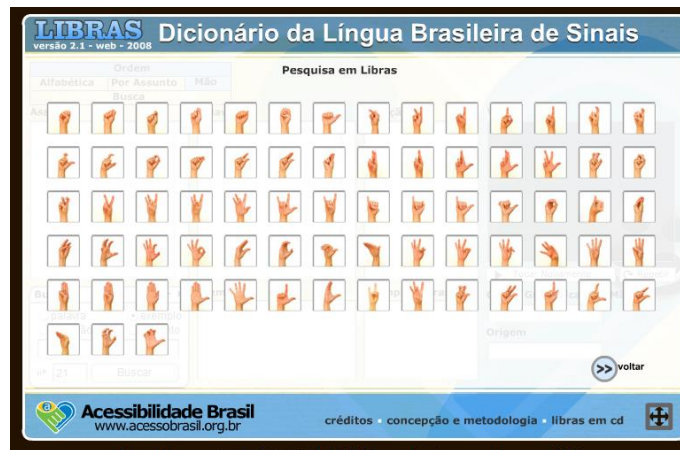 LIBRAS
versão 2.1 - web - 2008
Dicionário da Língua Brasileira de Sinais
Ordem
Pesquisa em Libras
Alfabética Por Assunto Mão
Busca
palavra • exemplo
Origem
nº 21 Buscar
>> voltar
Acessibilidade Brasil
www.acessobrasil.org.br
créditos • concepção e metodologia • libras em cd